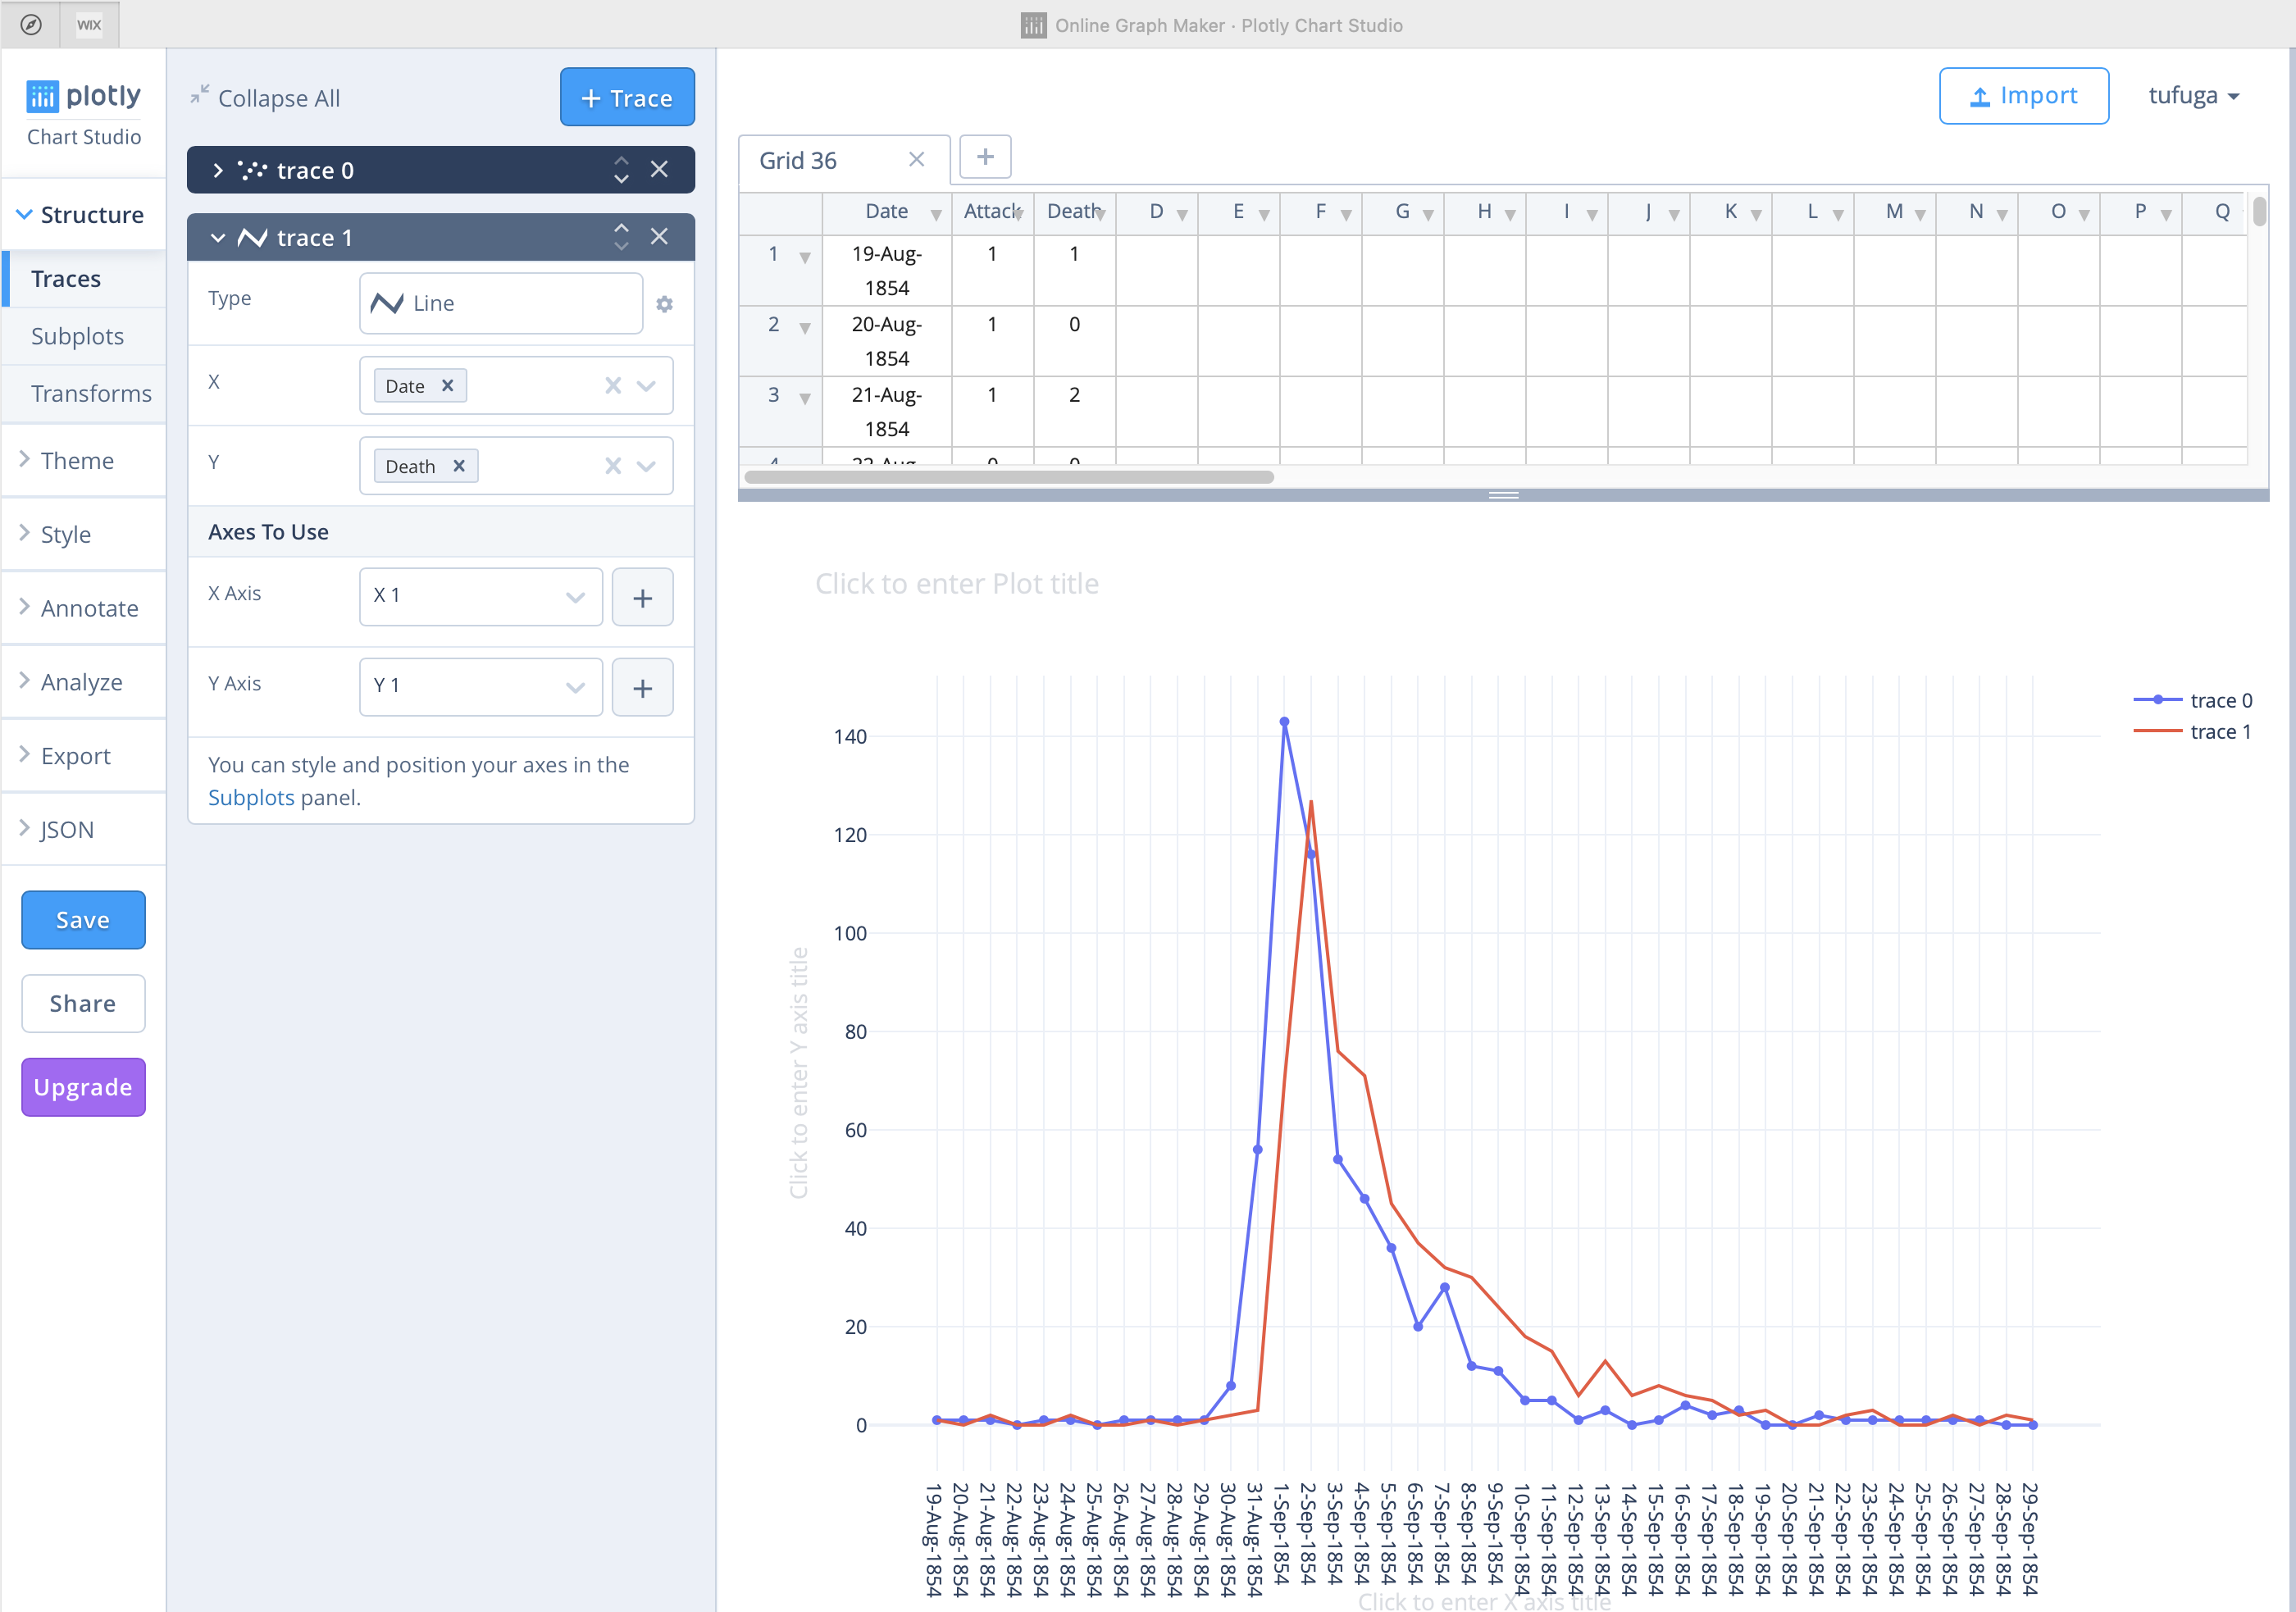 WIX
Online Graph Maker · Plotly Chart Studio
plotly
Chart Studio
Structure
Traces
Subplots
Transforms
Theme
Style
Annotate
Analyze
Export
JSON
Save
Share
Upgrade
Collapse All
+ Trace
trace 0
trace 1
Type
Line
X
Date
Y
Death
Axes To Use
X Axis
X 1
+
Y Axis
Y 1
+
You can style and position your axes in the
Subplots panel.
Import
tufuga
Grid 36
+
Date Attack Death D E F G H I J K L M N O P Q
1 19-Aug-1854 1 1
2 20-Aug-1854 1 0
3 21-Aug-1854 1 2
4 22-Aug- 0 0
Click to enter Plot title
trace 0
trace 1
Click to enter Y axis title
140
120
100
80
60
40
20
0
19-Aug-1854
20-Aug-1854
21-Aug-1854
22-Aug-1854
23-Aug-1854
24-Aug-1854
25-Aug-1854
26-Aug-1854
27-Aug-1854
28-Aug-1854
29-Aug-1854
30-Aug-1854
31-Aug-1854
1-Sep-1854
2-Sep-1854
3-Sep-1854
4-Sep-1854
5-Sep-1854
6-Sep-1854
7-Sep-1854
8-Sep-1854
9-Sep-1854
10-Sep-1854
11-Sep-1854
12-Sep-1854
13-Sep-1854
14-Sep-1854
15-Sep-1854
16-Sep-1854
17-Sep-1854
18-Sep-1854
19-Sep-1854
20-Sep-1854
21-Sep-1854
22-Sep-1854
23-Sep-1854
24-Sep-1854
25-Sep-1854
26-Sep-1854
27-Sep-1854
28-Sep-1854
29-Sep-1854
Click to enter X axis title